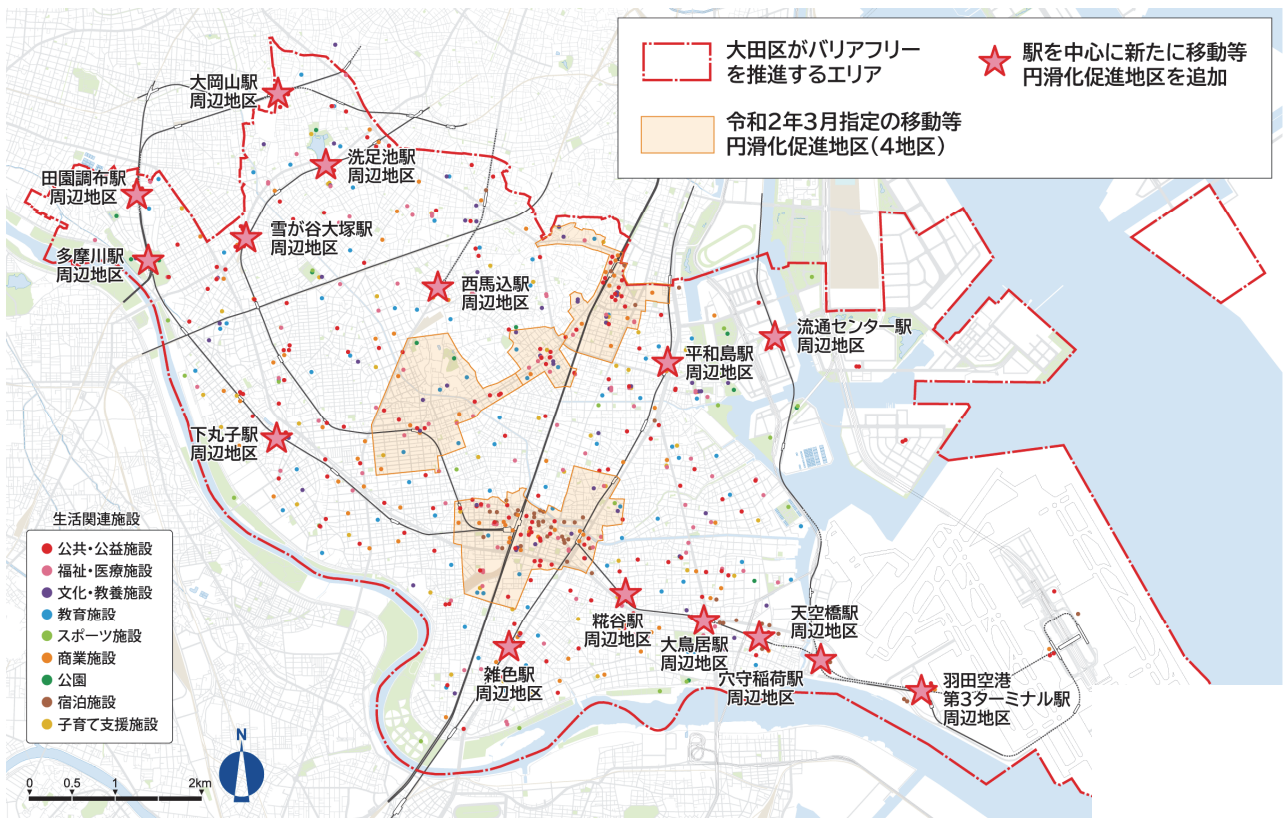 大田区がバリアフリー
を推進するエリア
駅を中心に新たに移動等
円滑化促進地区を追加
令和2年3月指定の移動等
円滑化促進地区(4地区)
大岡山駅
周辺地区
洗足池駅
周辺地区
田園調布駅
周辺地区
雪が谷大塚駅
周辺地区
多摩川駅
周辺地区
西馬込駅
周辺地区
流通センター駅
周辺地区
平和島駅
周辺地区
下丸子駅
周辺地区
糀谷駅
周辺地区
大鳥居駅
周辺地区
天空橋駅
周辺地区
穴守稲荷駅
周辺地区
雑色駅
周辺地区
羽田空港
第3ターミナル駅
周辺地区
生活関連施設
公共・公益施設
福祉・医療施設
文化・教養施設
教育施設
スポーツ施設
商業施設
公園
宿泊施設
子育て支援施設
N
0 0.5 1 2km